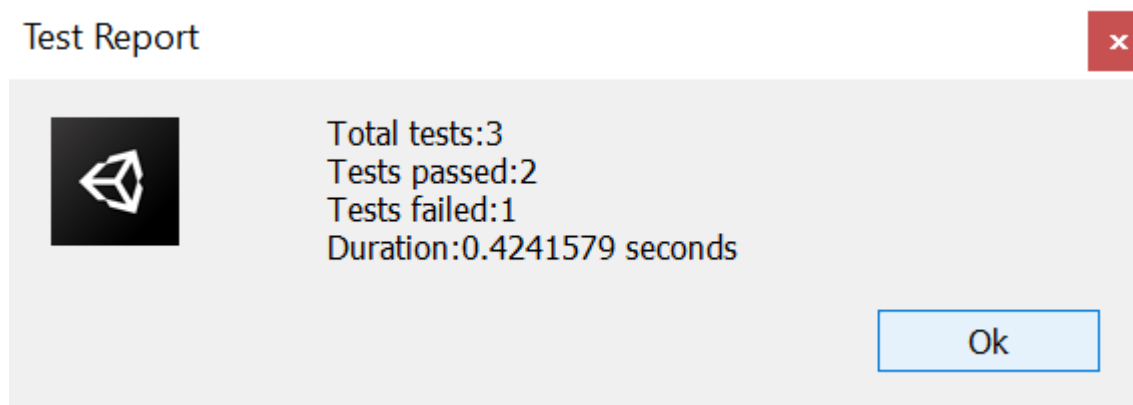 Test Report
x
Total tests:3
Tests passed:2
Tests failed:1
Duration:0.4241579 seconds
Ok